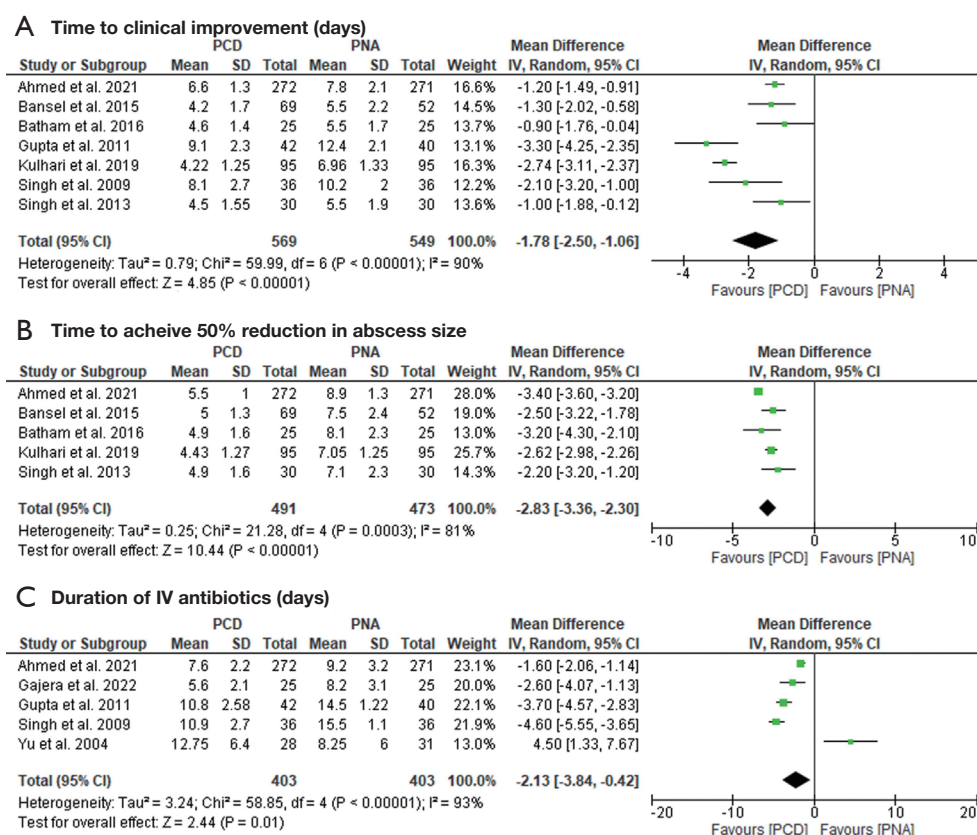 A Time to clinical improvement (days)
PCD PNA Mean Difference Mean Difference
Study or Subgroup Mean SD Total Mean SD Total Weight IV, Random, 95% CI IV, Random, 95% CI
Ahmed et al. 2021 6.6 1.3 272 7.8 2.1 271 16.6% -1.20 [-1.49, -0.91]
Bansel et al. 2015 4.2 1.7 69 5.5 2.2 52 14.5% -1.30 [-2.02, -0.58]
Batham et al. 2016 4.6 1.4 25 5.5 1.7 25 13.7% -0.90 [-1.76, -0.04]
Gupta et al. 2011 9.1 2.3 42 12.4 2.1 40 13.1% -3.30 [-4.25, -2.35]
Kulhari et al. 2019 4.22 1.25 95 6.96 1.33 95 16.3% -2.74 [-3.11, -2.37]
Singh et al. 2009 8.1 2.7 36 10.2 2 36 12.2% -2.10 [-3.20, -1.00]
Singh et al. 2013 4.5 1.55 30 5.5 1.9 30 13.6% -1.00 [-1.88, -0.12]
Total (95% CI) 569 549 100.0% -1.78 [-2.50, -1.06]
Heterogeneity: Tau² = 0.79; Chi² = 59.99, df = 6 (P < 0.00001); I² = 90%
Test for overall effect: Z = 4.85 (P < 0.00001)
-4 -2 0 2 4
Favours [PCD] Favours [PNA]
B Time to acheive 50% reduction in abscess size
PCD PNA Mean Difference Mean Difference
Study or Subgroup Mean SD Total Mean SD Total Weight IV, Random, 95% CI IV, Random, 95% CI
Ahmed et al. 2021 5.5 1 272 8.9 1.3 271 28.0% -3.40 [-3.60, -3.20]
Bansel et al. 2015 5 1.3 69 7.5 2.4 52 19.0% -2.50 [-3.22, -1.78]
Batham et al. 2016 4.9 1.6 25 8.1 2.3 25 13.0% -3.20 [-4.30, -2.10]
Kulhari et al. 2019 4.43 1.27 95 7.05 1.25 95 25.7% -2.62 [-2.98, -2.26]
Singh et al. 2013 4.9 1.6 30 7.1 2.3 30 14.3% -2.20 [-3.20, -1.20]
Total (95% CI) 491 473 100.0% -2.83 [-3.36, -2.30]
Heterogeneity: Tau² = 0.25; Chi² = 21.28, df = 4 (P = 0.0003); I² = 81%
Test for overall effect: Z = 10.44 (P < 0.00001)
-10 -5 0 5 10
Favours [PCD] Favours [PNA]
C Duration of IV antibiotics (days)
PCD PNA Mean Difference Mean Difference
Study or Subgroup Mean SD Total Mean SD Total Weight IV, Random, 95% CI IV, Random, 95% CI
Ahmed et al. 2021 7.6 2.2 272 9.2 3.2 271 23.1% -1.60 [-2.06, -1.14]
Gajera et al. 2022 5.6 2.1 25 8.2 3.1 25 20.0% -2.60 [-4.07, -1.13]
Gupta et al. 2011 10.8 2.58 42 14.5 1.22 40 22.1% -3.70 [-4.57, -2.83]
Singh et al. 2009 10.9 2.7 36 15.5 1.1 36 21.9% -4.60 [-5.55, -3.65]
Yu et al. 2004 12.75 6.4 28 8.25 6 31 13.0% 4.50 [1.33, 7.67]
Total (95% CI) 403 403 100.0% -2.13 [-3.84, -0.42]
Heterogeneity: Tau² = 3.24; Chi² = 58.85, df = 4 (P < 0.00001); I² = 93%
Test for overall effect: Z = 2.44 (P = 0.01)
-20 -10 0 10 20
Favours [PCD] Favours [PNA]